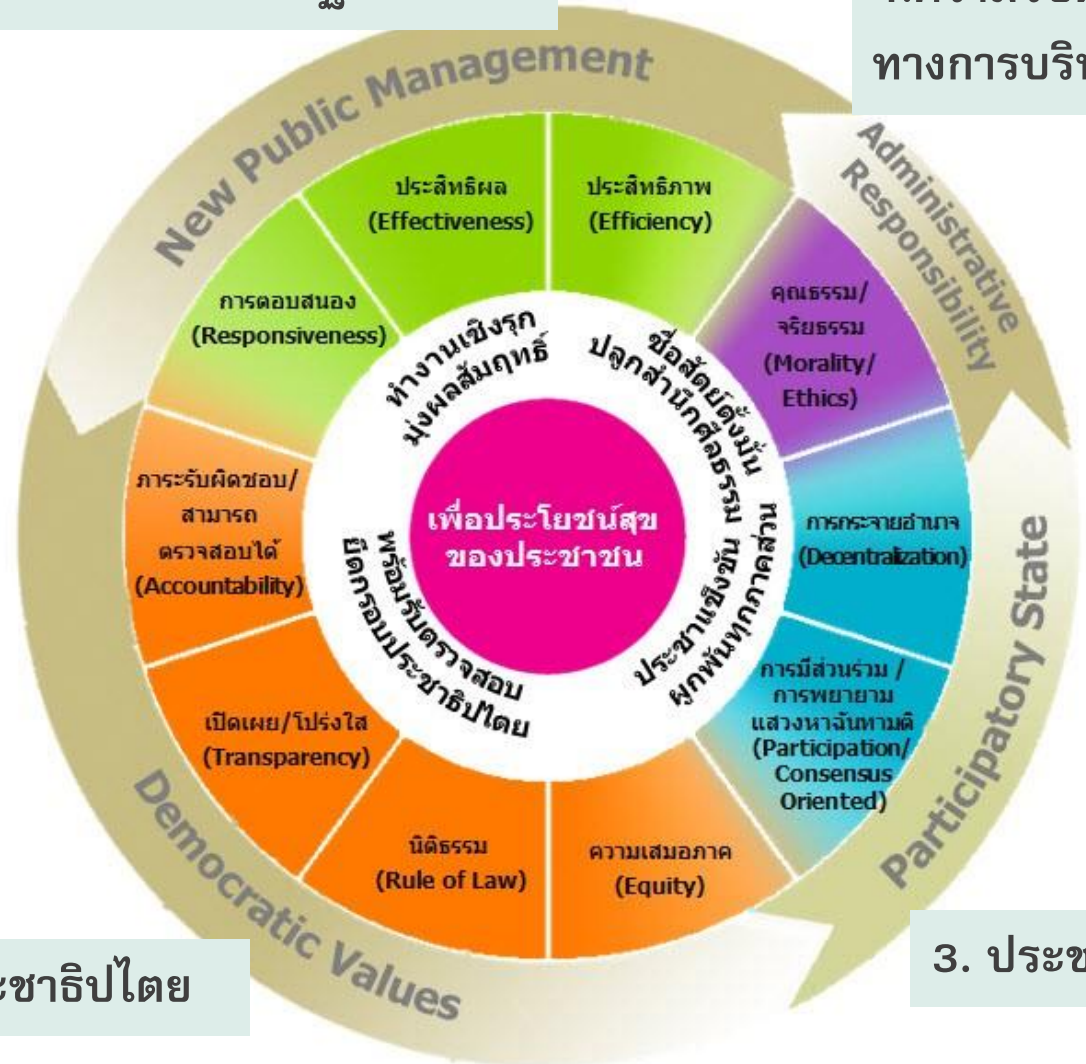 ทางการบริห
New Public Management
Administrative
Responsibility
Participatory State
Democratic Values
ประสิทธิผล
(Effectiveness)
ประสิทธิภาพ
(Efficiency)
คุณธรรม/
จริยธรรม
(Morality/
Ethics)
การกระจายอำนาจ
(Decentralization)
การมีส่วนร่วม /
การพยายาม
แสวงหาฉันทามติ
(Participation/
Consensus
Oriented)
ความเสมอภาค
(Equity)
นิติธรรม
(Rule of Law)
เปิดเผย/โปร่งใส
(Transparency)
ภาระรับผิดชอบ/
สามารถ
ตรวจสอบได้
(Accountability)
การตอบสนอง
(Responsiveness)
ทำงานเชิงรุก
มุ่งผลสัมฤทธิ์
ซื่อสัตย์ตั้งมั่น
ปลูกสำนึกศีลธรรม
ประชาแข็งขัน
ผูกพันทุกภาคส่วน
พร้อมรับตรวจสอบ
ยึดกรอบประชาธิปไตย
เพื่อประโยชน์สุข
ของประชาชน
ะชาธิปไตย
3. ประช